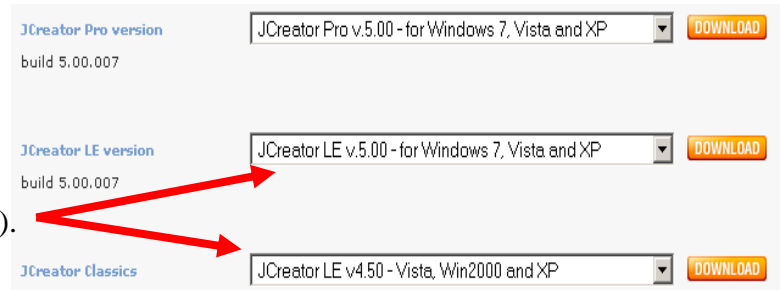 JCreator Pro version JCreator Pro v.5.00 - for Windows 7, Vista and XP DOWNLOAD
build 5.00.007
JCreator LE version JCreator LE v.5.00 - for Windows 7, Vista and XP DOWNLOAD
build 5.00.007
).
JCreator Classics JCreator LE v4.50 - Vista, Win2000 and XP DOWNLOAD